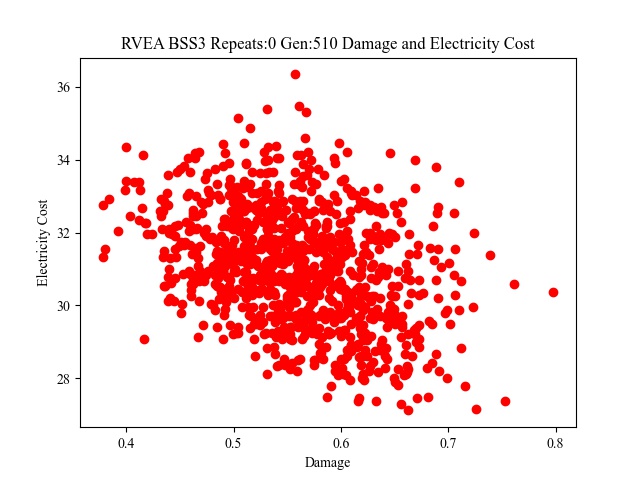 RVEA BSS3 Repeats:0 Gen:510 Damage and Electricity Cost
36
34
32
30
28
Electricity Cost
0.4 0.5 0.6 0.7 0.8
Damage